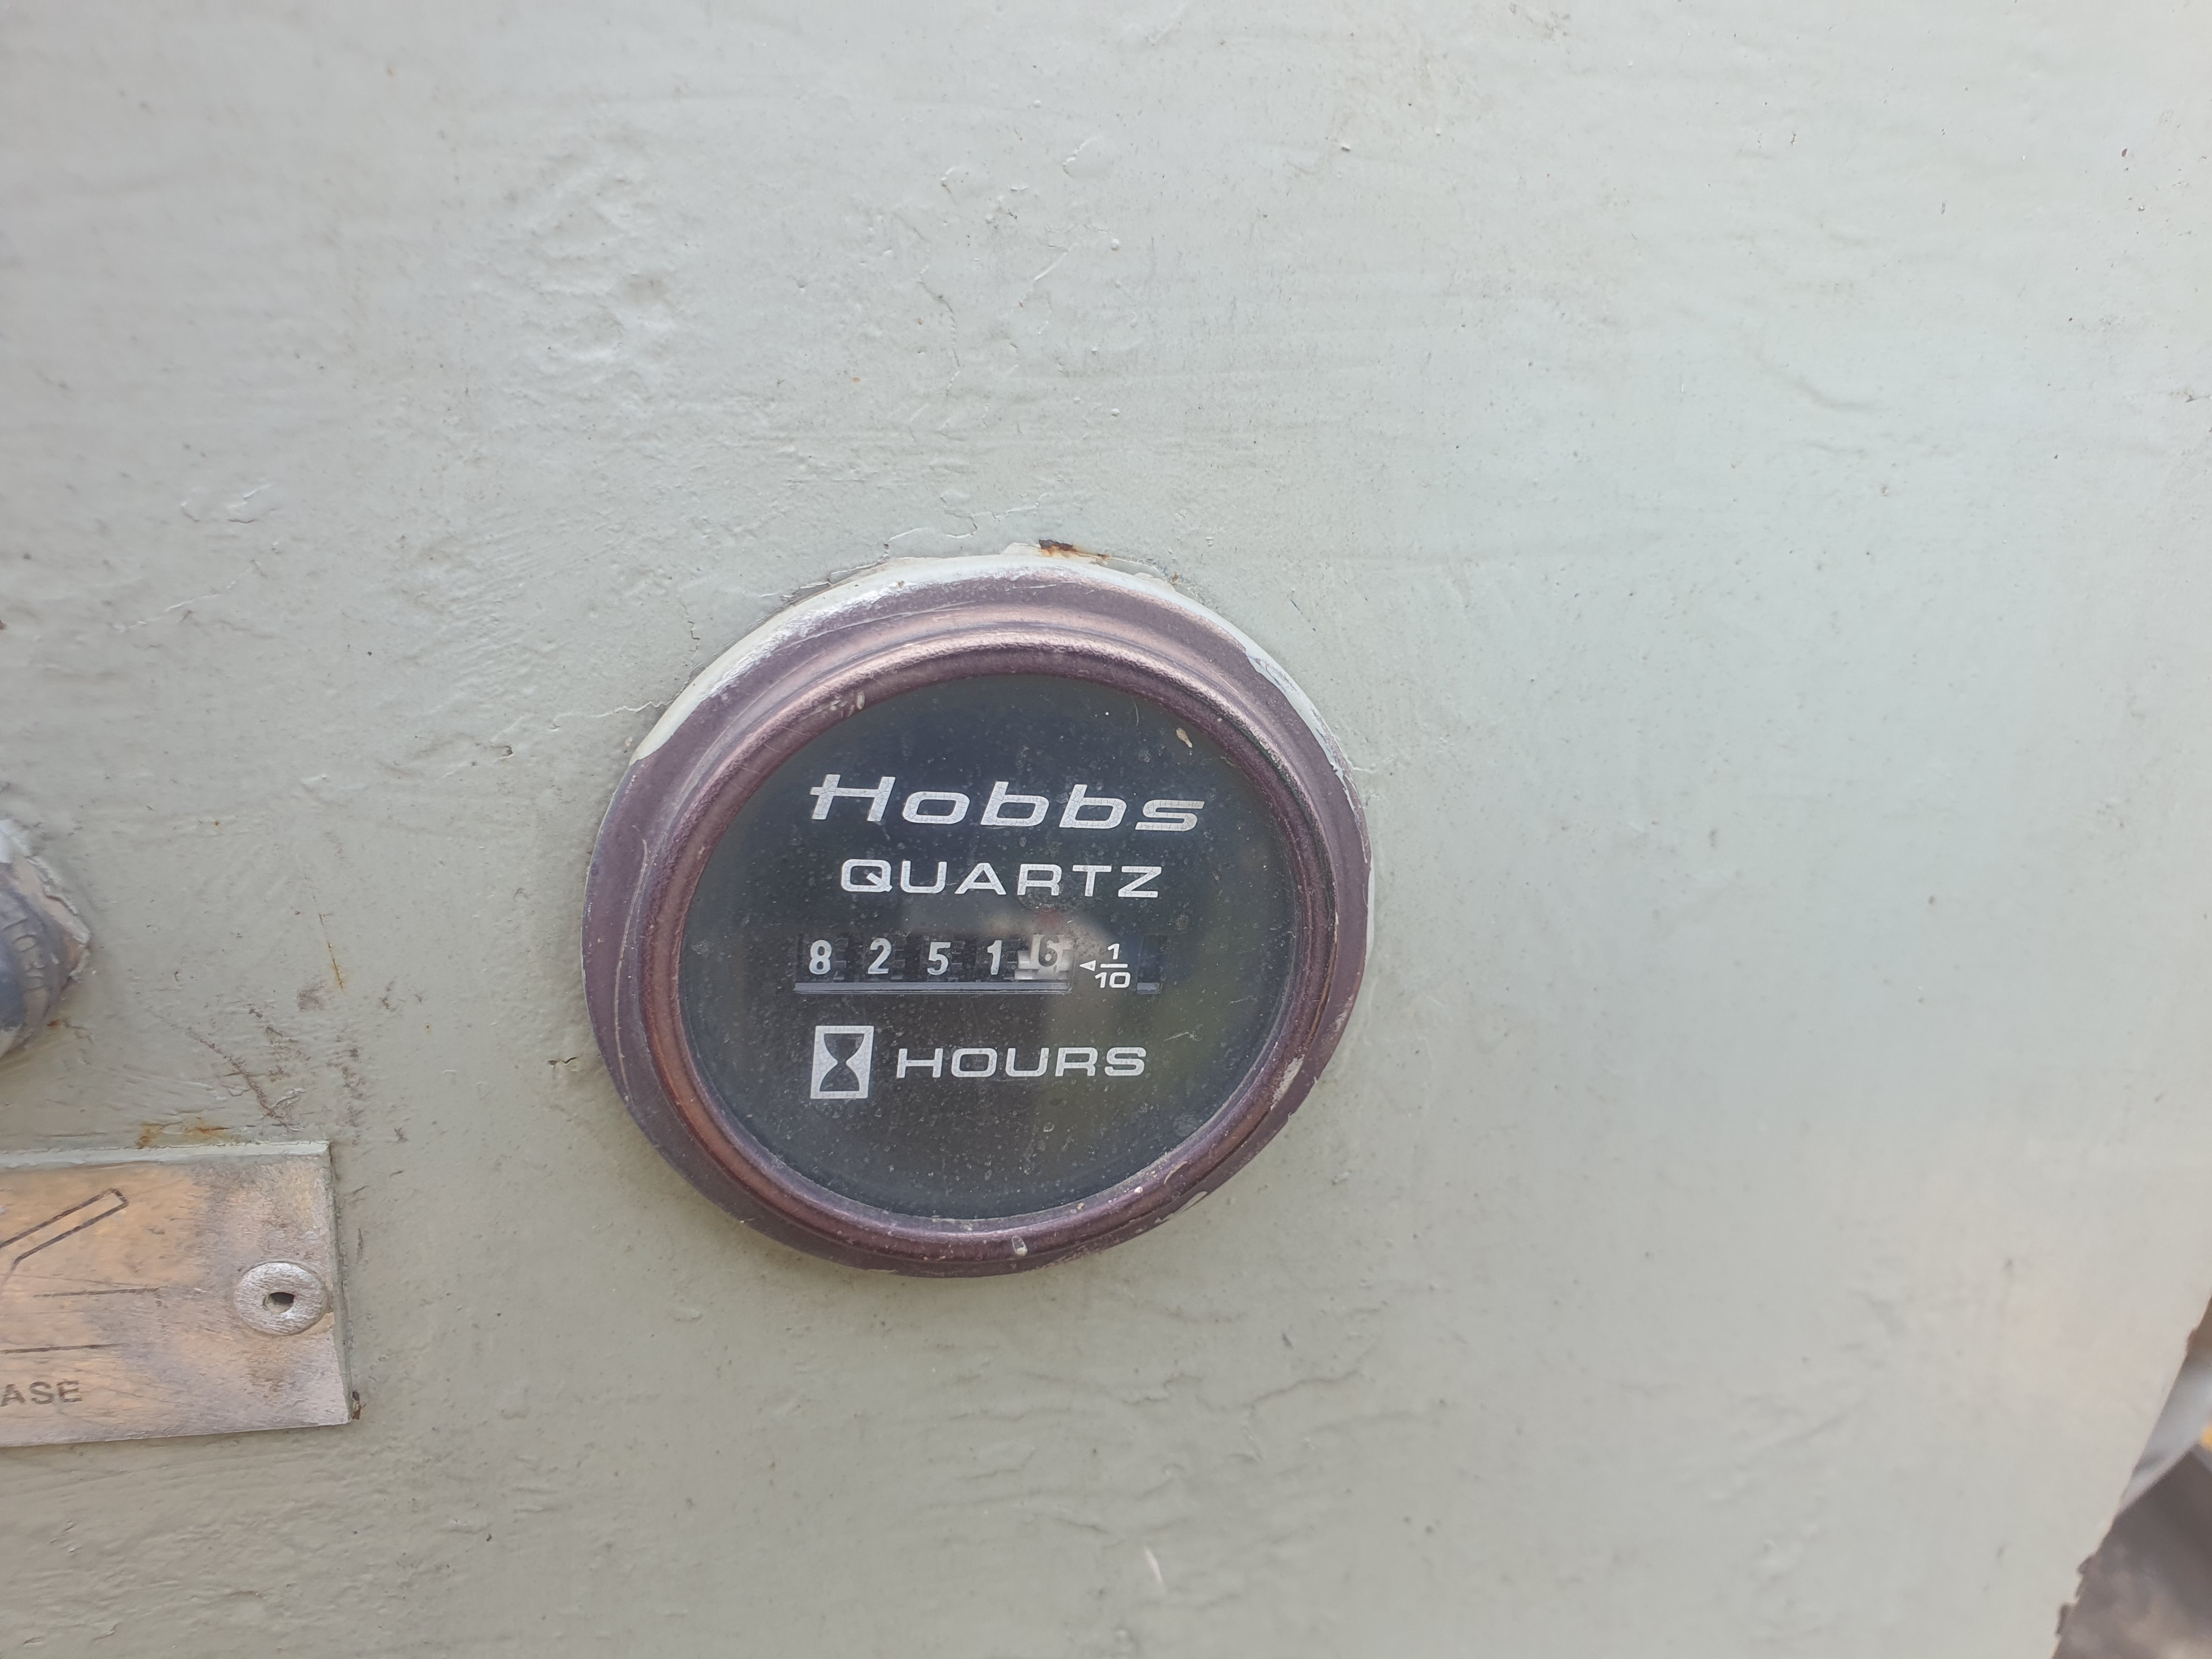 Hobbs
QUARTZ
8 2 5 1 6 1/10
HOURS
ASE